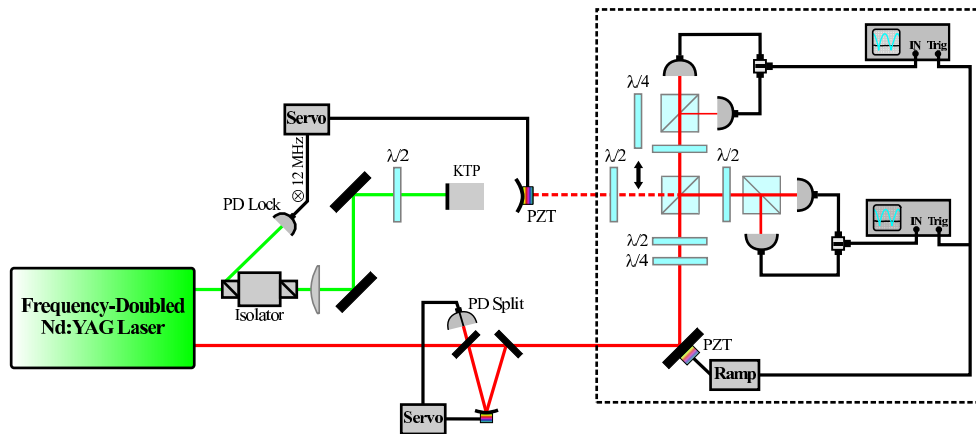 IN Trig
λ/4
Servo
⊗ 12 MHz
λ/2
KTP
λ/2
λ/2
PD Lock
PZT
IN Trig
λ/2
λ/4
Frequency-Doubled
Nd:YAG Laser
Isolator
PD Split
PZT
Ramp
Servo